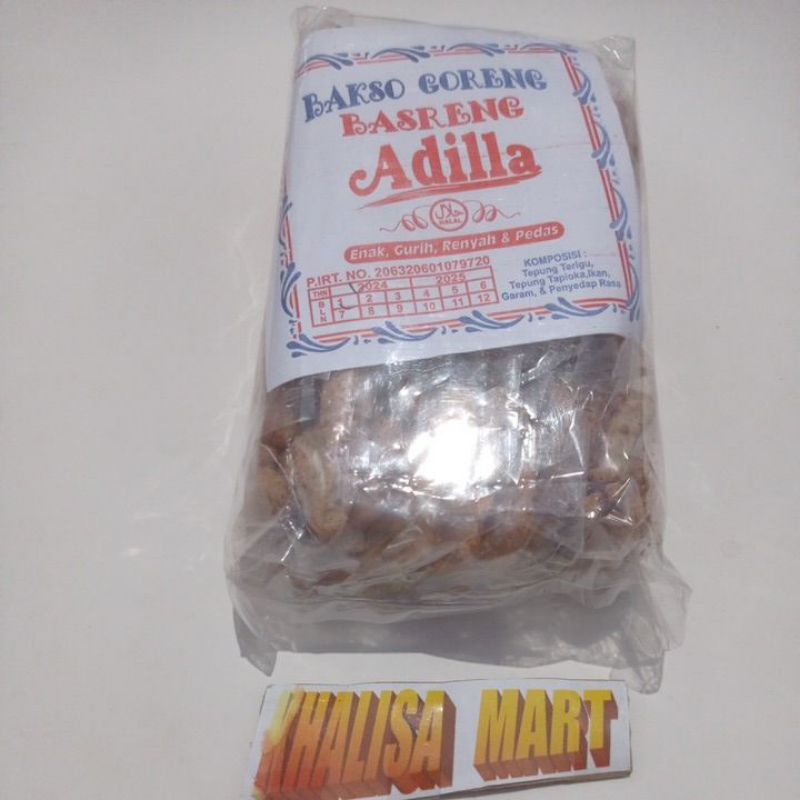 BAKSO GORENG
BASRENG
Adilla
HALAL
Enak, Gurih, Renyah & Pedas
P.IRT. NO. 206320601079720
THN 2024 2025
BLN 1 2 3 4 5 6
7 8 9 10 11 12
KOMPOSISI :
Tepung Terigu,
Tepung Tapioka,Ikan,
Garam, & Penyedap Rasa
KHALISA MART